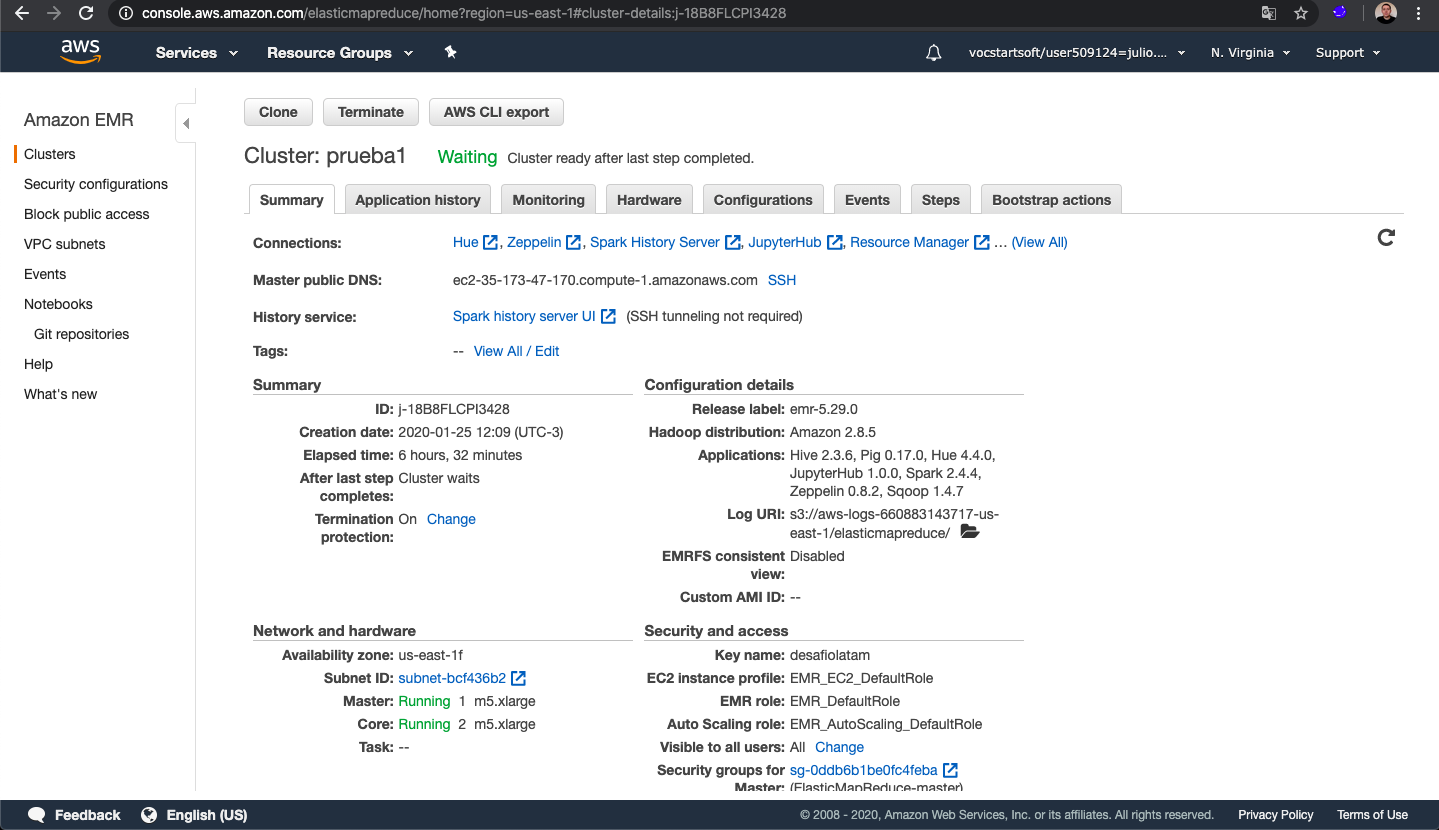 console.aws.amazon.com/elasticmapreduce/home?region=us-east-1#cluster-details:j-18B8FLCPI3428
aws Services Resource Groups vocstartsoft/user509124=julio.... N. Virginia Support
Amazon EMR
Clusters
Security configurations
Block public access
VPC subnets
Events
Notebooks
Git repositories
Help
What's new
Clone Terminate AWS CLI export
Cluster: prueba1 Waiting Cluster ready after last step completed.
Summary Application history Monitoring Hardware Configurations Events Steps Bootstrap actions
Connections: Hue, Zeppelin, Spark History Server, JupyterHub, Resource Manager ... (View All)
Master public DNS: ec2-35-173-47-170.compute-1.amazonaws.com SSH
History service: Spark history server UI (SSH tunneling not required)
Tags: -- View All / Edit
Summary
ID: j-18B8FLCPI3428
Creation date: 2020-01-25 12:09 (UTC-3)
Elapsed time: 6 hours, 32 minutes
After last step Cluster waits
completes:
Termination On Change
protection:
Configuration details
Release label: emr-5.29.0
Hadoop distribution: Amazon 2.8.5
Applications: Hive 2.3.6, Pig 0.17.0, Hue 4.4.0,
JupyterHub 1.0.0, Spark 2.4.4,
Zeppelin 0.8.2, Sqoop 1.4.7
Log URI: s3://aws-logs-660883143717-us-
east-1/elasticmapreduce/
EMRFS consistent Disabled
view:
Custom AMI ID: --
Network and hardware
Availability zone: us-east-1f
Subnet ID: subnet-bcf436b2
Master: Running 1 m5.xlarge
Core: Running 2 m5.xlarge
Task: --
Security and access
Key name: desafiolatam
EC2 instance profile: EMR_EC2_DefaultRole
EMR role: EMR_DefaultRole
Auto Scaling role: EMR_AutoScaling_DefaultRole
Visible to all users: All Change
Security groups for sg-0ddb6b1be0fc4feba
Master: (ElasticMapReduce-master)
Feedback English (US) © 2008 - 2020, Amazon Web Services, Inc. or its affiliates. All rights reserved. Privacy Policy Terms of Use